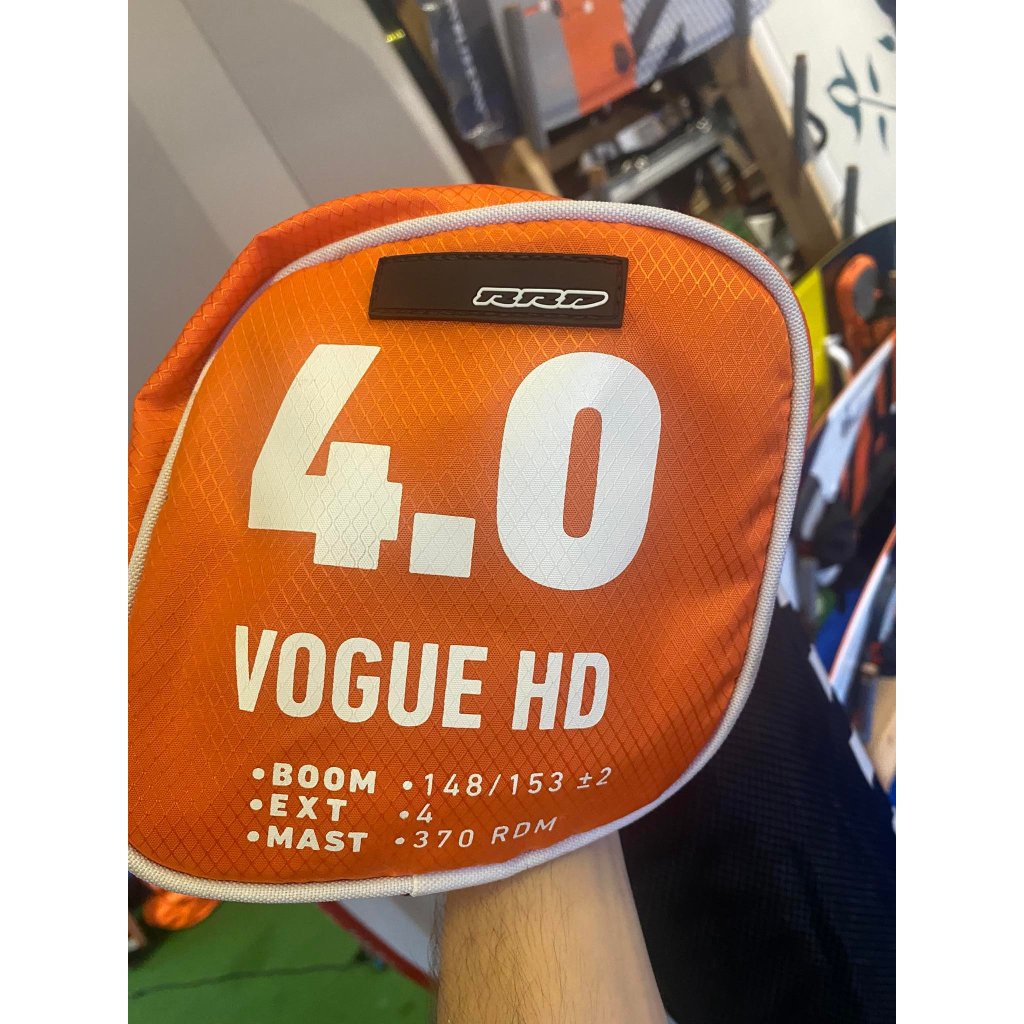 RRD
4.0
VOGUE HD
•BOOM •148/153 ±2
•EXT •4
•MAST •370 RDM